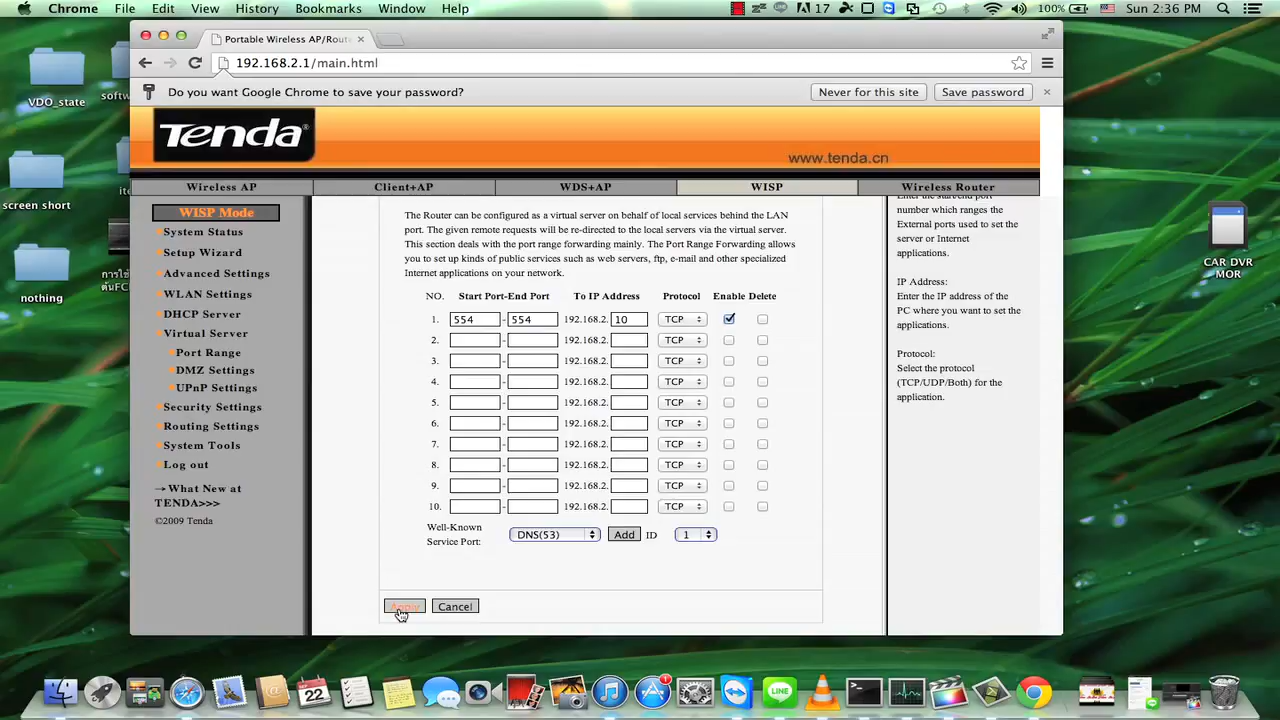 Chrome File Edit View History Bookmarks Window Help 17 100% Sun 2:36 PM
Portable Wireless AP/Route
192.168.2.1/main.html
Do you want Google Chrome to save your password? Never for this site Save password
Tenda
www.tenda.cn
Wireless AP Client+AP WDS+AP WISP Wireless Router
WISP Mode
System Status
Setup Wizard
Advanced Settings
WLAN Settings
DHCP Server
Virtual Server
Port Range
DMZ Settings
UPnP Settings
Security Settings
Routing Settings
System Tools
Log out
→What New at
TENDA>>>
©2009 Tenda
The Router can be configured as a virtual server on behalf of local services behind the LAN
port. The given remote requests will be re-directed to the local servers via the virtual server.
This section deals with the port range forwarding mainly. The Port Range Forwarding allows
you to set up kinds of public services such as web servers, ftp, e-mail and other specialized
Internet applications on your network.
NO. Start Port-End Port To IP Address Protocol Enable Delete
1. 554 - 554 192.168.2. 10 TCP
2. - 192.168.2. TCP
3. - 192.168.2. TCP
4. - 192.168.2. TCP
5. - 192.168.2. TCP
6. - 192.168.2. TCP
7. - 192.168.2. TCP
8. - 192.168.2. TCP
9. - 192.168.2. TCP
10. - 192.168.2. TCP
Well-Known
Service Port: DNS(53) Add ID 1
Apply Cancel
number which ranges the
External ports used to set the
server or Internet
applications.
IP Address:
Enter the IP address of the
PC where you want to set the
applications.
Protocol:
Select the protocol
(TCP/UDP/Both) for the
application.
VDO_state
softw
screen short
ite
nothing
การใช้
CAR DVR
MOR
22
1